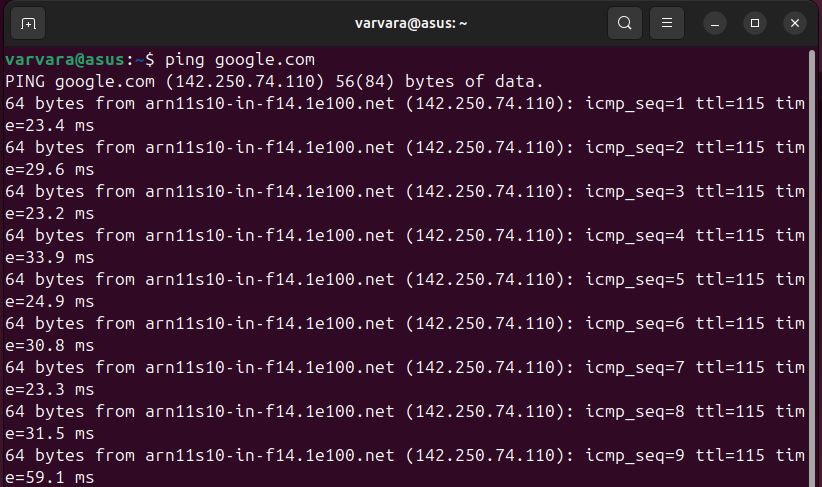 varvara@asus: ~
varvara@asus:~$ ping google.com
PING google.com (142.250.74.110) 56(84) bytes of data.
64 bytes from arn11s10-in-f14.1e100.net (142.250.74.110): icmp_seq=1 ttl=115 tim
e=23.4 ms
64 bytes from arn11s10-in-f14.1e100.net (142.250.74.110): icmp_seq=2 ttl=115 tim
e=29.6 ms
64 bytes from arn11s10-in-f14.1e100.net (142.250.74.110): icmp_seq=3 ttl=115 tim
e=23.2 ms
64 bytes from arn11s10-in-f14.1e100.net (142.250.74.110): icmp_seq=4 ttl=115 tim
e=33.9 ms
64 bytes from arn11s10-in-f14.1e100.net (142.250.74.110): icmp_seq=5 ttl=115 tim
e=24.9 ms
64 bytes from arn11s10-in-f14.1e100.net (142.250.74.110): icmp_seq=6 ttl=115 tim
e=30.8 ms
64 bytes from arn11s10-in-f14.1e100.net (142.250.74.110): icmp_seq=7 ttl=115 tim
e=23.3 ms
64 bytes from arn11s10-in-f14.1e100.net (142.250.74.110): icmp_seq=8 ttl=115 tim
e=31.5 ms
64 bytes from arn11s10-in-f14.1e100.net (142.250.74.110): icmp_seq=9 ttl=115 tim
e=59.1 ms